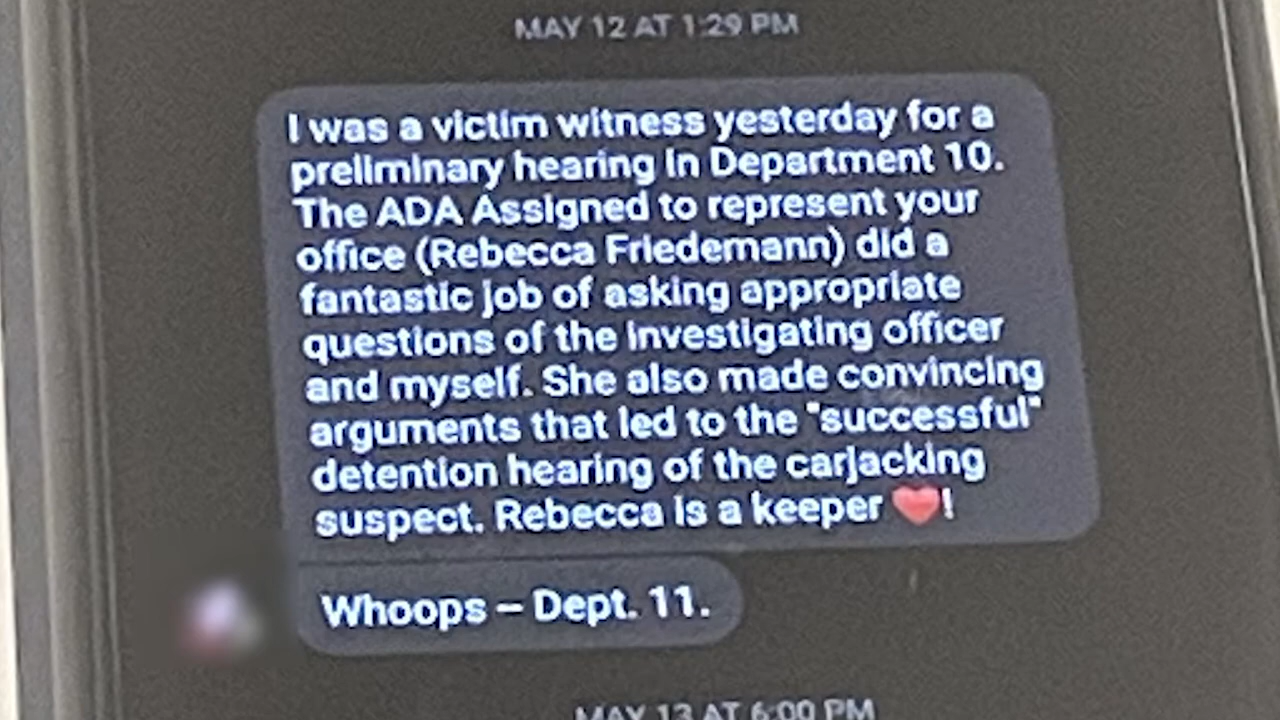 MAY 12 AT 1:29 PM
I was a victim witness yesterday for a
preliminary hearing in Department 10.
The ADA Assigned to represent your
office (Rebecca Friedemann) did a
fantastic job of asking appropriate
questions of the investigating officer
and myself. She also made convincing
arguments that led to the "successful"
detention hearing of the carjacking
suspect. Rebecca is a keeper ❤️!
Whoops – Dept. 11.
MAY 13 AT 6:00 PM